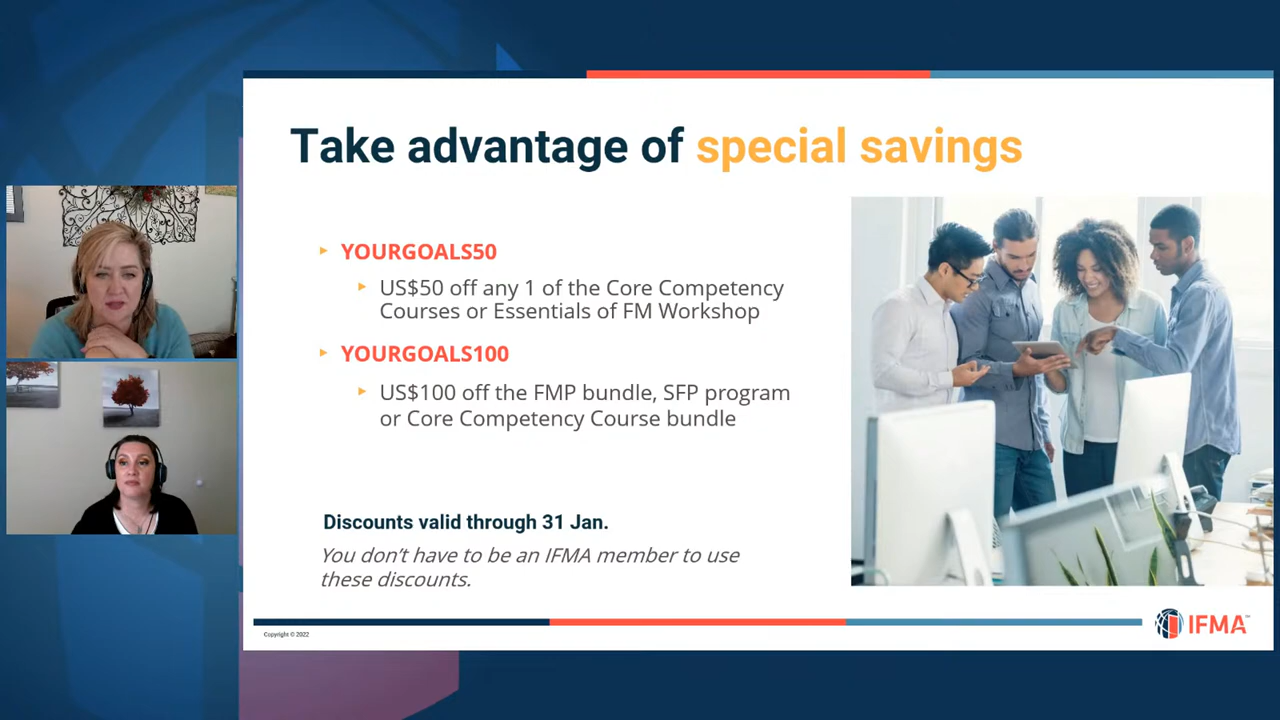 Take advantage of special savings
YOURGOALS50
US$50 off any 1 of the Core Competency
Courses or Essentials of FM Workshop
YOURGOALS100
US$100 off the FMP bundle, SFP program
or Core Competency Course bundle
Discounts valid through 31 Jan.
You don't have to be an IFMA member to use
these discounts.
Copyright © 2022
IFMA™